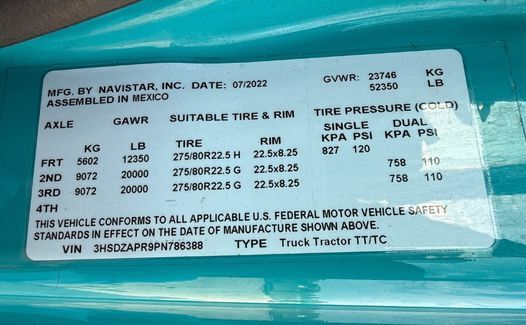 MFG. BY NAVISTAR, INC. DATE: 07/2022 GVWR: 23746 KG
ASSEMBLED IN MEXICO 52350 LB
AXLE GAWR SUITABLE TIRE & RIM TIRE PRESSURE (COLD)
SINGLE DUAL
KG LB TIRE RIM KPA PSI KPA PSI
FRT 5602 12350 275/80R22.5 H 22.5x8.25 827 120
2ND 9072 20000 275/80R22.5 G 22.5x8.25 758 110
3RD 9072 20000 275/80R22.5 G 22.5x8.25 758 110
4TH
THIS VEHICLE CONFORMS TO ALL APPLICABLE U.S. FEDERAL MOTOR VEHICLE SAFETY
STANDARDS IN EFFECT ON THE DATE OF MANUFACTURE SHOWN ABOVE.
VIN 3HSDZAPR9PN786388 TYPE Truck Tractor TT/TC